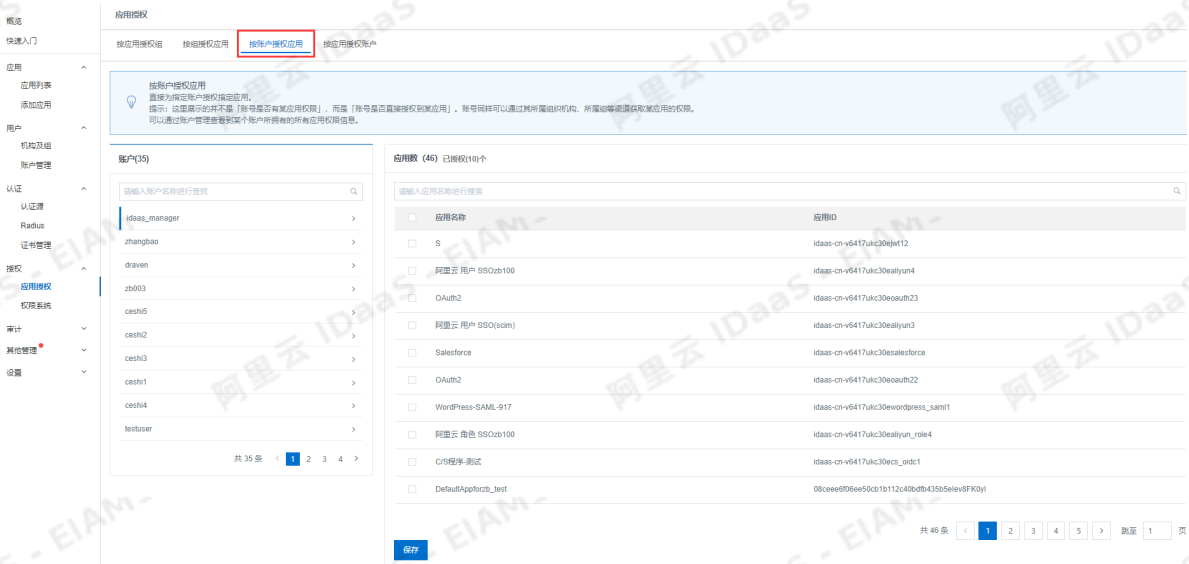 概览
快速入门
应用
应用列表
添加应用
用户
机构及组
账户管理
认证
认证源
Radius
证书管理
授权
应用授权
权限系统
审计
其他管理
设置
应用授权
按应用授权组
按组授权应用
按账户授权应用
按应用授权账户
按账户授权应用
直接为指定账户授权指定应用。
提示：这里展示的并不是「账号是否有某应用权限」，而是「账号是否直接授权到某应用」。账号同样可以通过其所属组织机构、所属组等渠道获取某应用的权限。
可以通过账户管理查看到某个账户所拥有的所有应用权限信息。
账户(35)
请输入账户名称进行查找
idaas_manager
zhangbao
draven
zb003
ceshi5
ceshi2
ceshi3
ceshi1
ceshi4
testuser
共 35 条 < 1 2 3 4 >
应用数（46）已授权(10)个
请输入应用名称进行搜索
应用名称 应用ID
S idaas-cn-v6417ukc30ejwt12
阿里云 用户 SSOzb100 idaas-cn-v6417ukc30ealiyun4
OAuth2 idaas-cn-v6417ukc30eoauth23
阿里云 用户 SSO(scim) idaas-cn-v6417ukc30ealiyun3
Salesforce idaas-cn-v6417ukc30esalesforce
OAuth2 idaas-cn-v6417ukc30eoauth22
WordPress-SAML-917 idaas-cn-v6417ukc30ewordpress_saml1
阿里云 角色 SSOzb100 idaas-cn-v6417ukc30ealiyun_role4
C/S程序-测试 idaas-cn-v6417ukc30ecs_oidc1
DefaultAppforzb_test 08ceee6f06ee50cb1b112c40bdfb435b5elev8FK0yl
共 46 条 < 1 2 3 4 5 > 跳至 1 页
保存
阿里云 IDaaS - EIAM